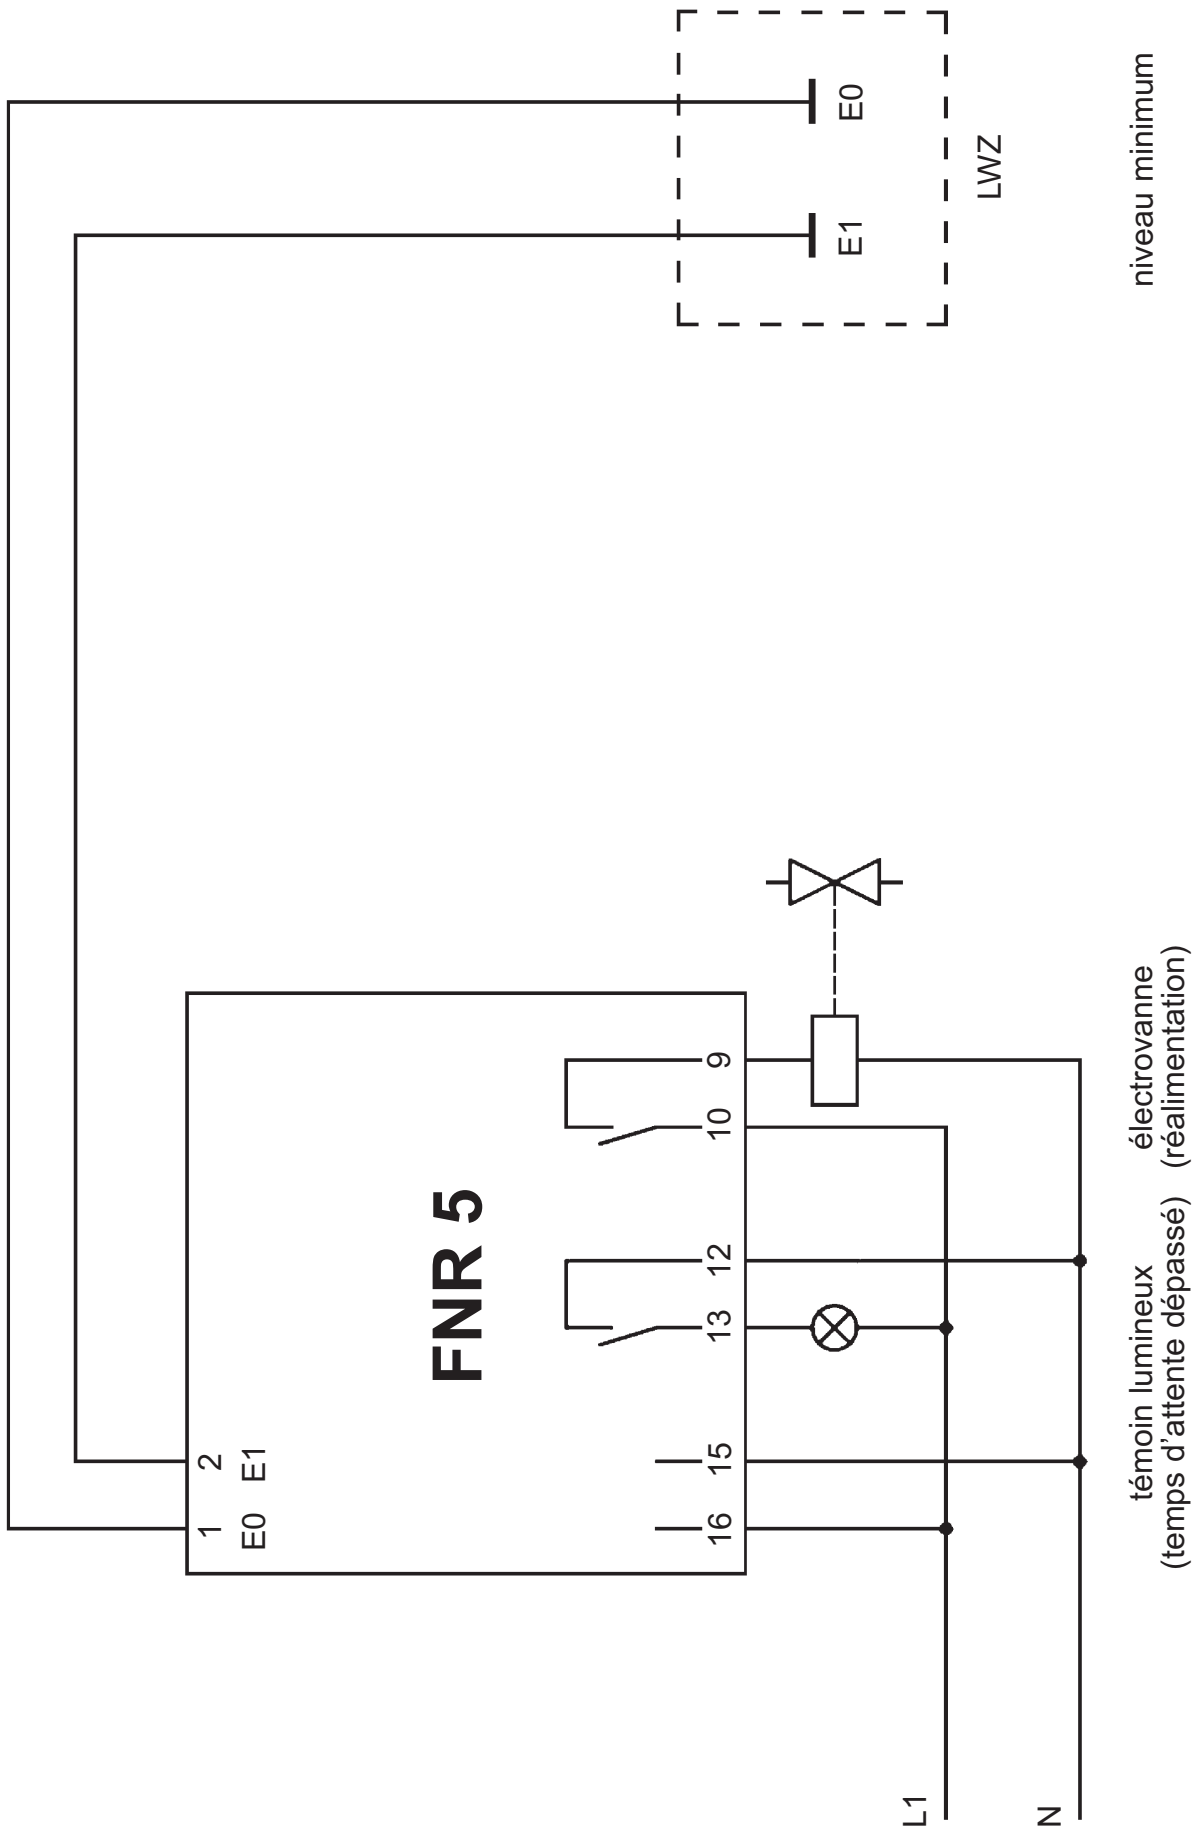 1
2
E0
E1
FNR 5
16
15
13
12
10
9
E1
E0
LWZ
L1
N
témoin lumineux
(temps d'attente dépassé)
électrovanne
(réalimentation)
niveau minimum